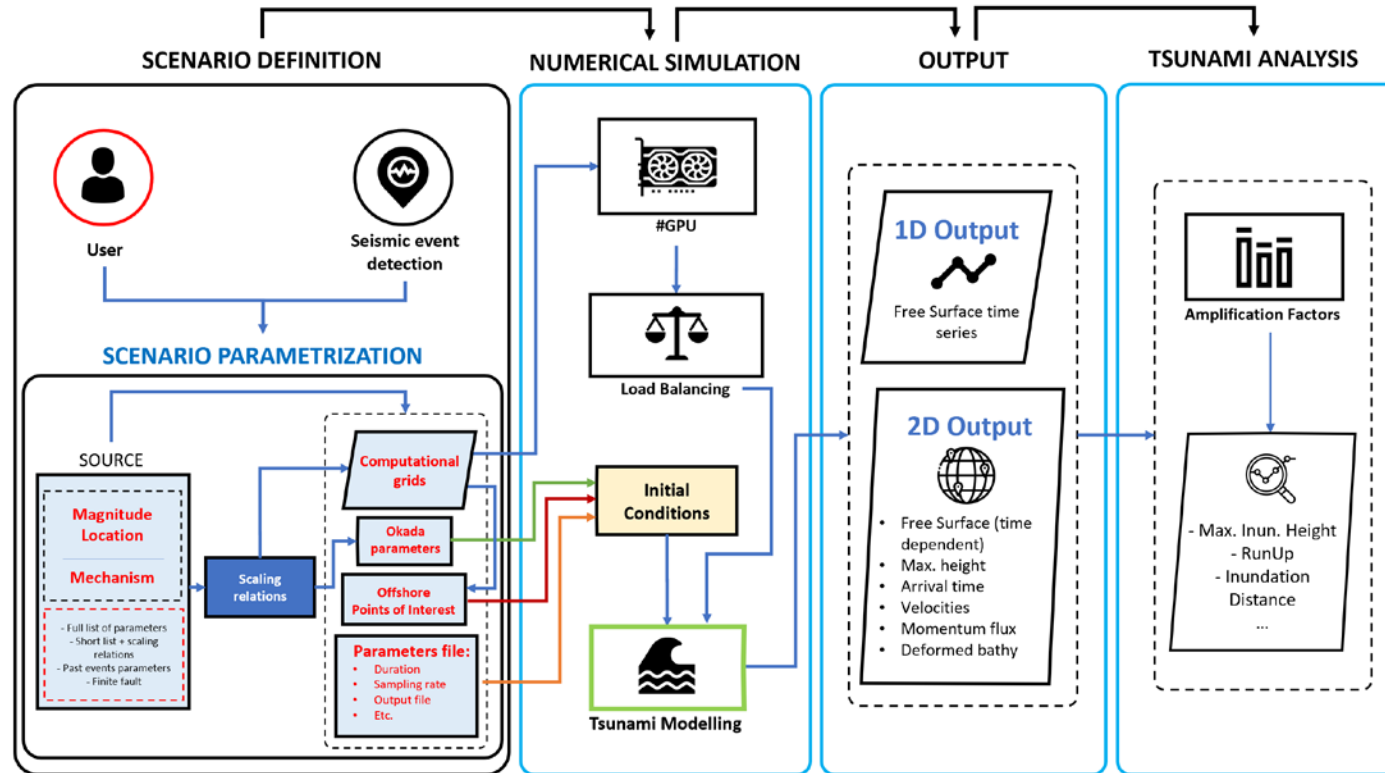 SCENARIO DEFINITION
NUMERICAL SIMULATION
OUTPUT
TSUNAMI ANALYSIS
User
Seismic event
detection
SCENARIO PARAMETRIZATION
SOURCE
Magnitude
Location
Mechanism
- Full list of parameters
- Short list + scaling
relations
- Past events parameters
- Finite fault
Scaling
relations
Computational
grids
Okada
parameters
Offshore
Points of Interest
Parameters file:
• Duration
• Sampling rate
• Output file
• Etc.
#GPU
Load Balancing
Initial
Conditions
Tsunami Modelling
1D Output
Free Surface time
series
2D Output
• Free Surface (time
dependent)
• Max. height
• Arrival time
• Velocities
• Momentum flux
• Deformed bathy
Amplification Factors
- Max. Inun. Height
- RunUp
- Inundation
Distance
...